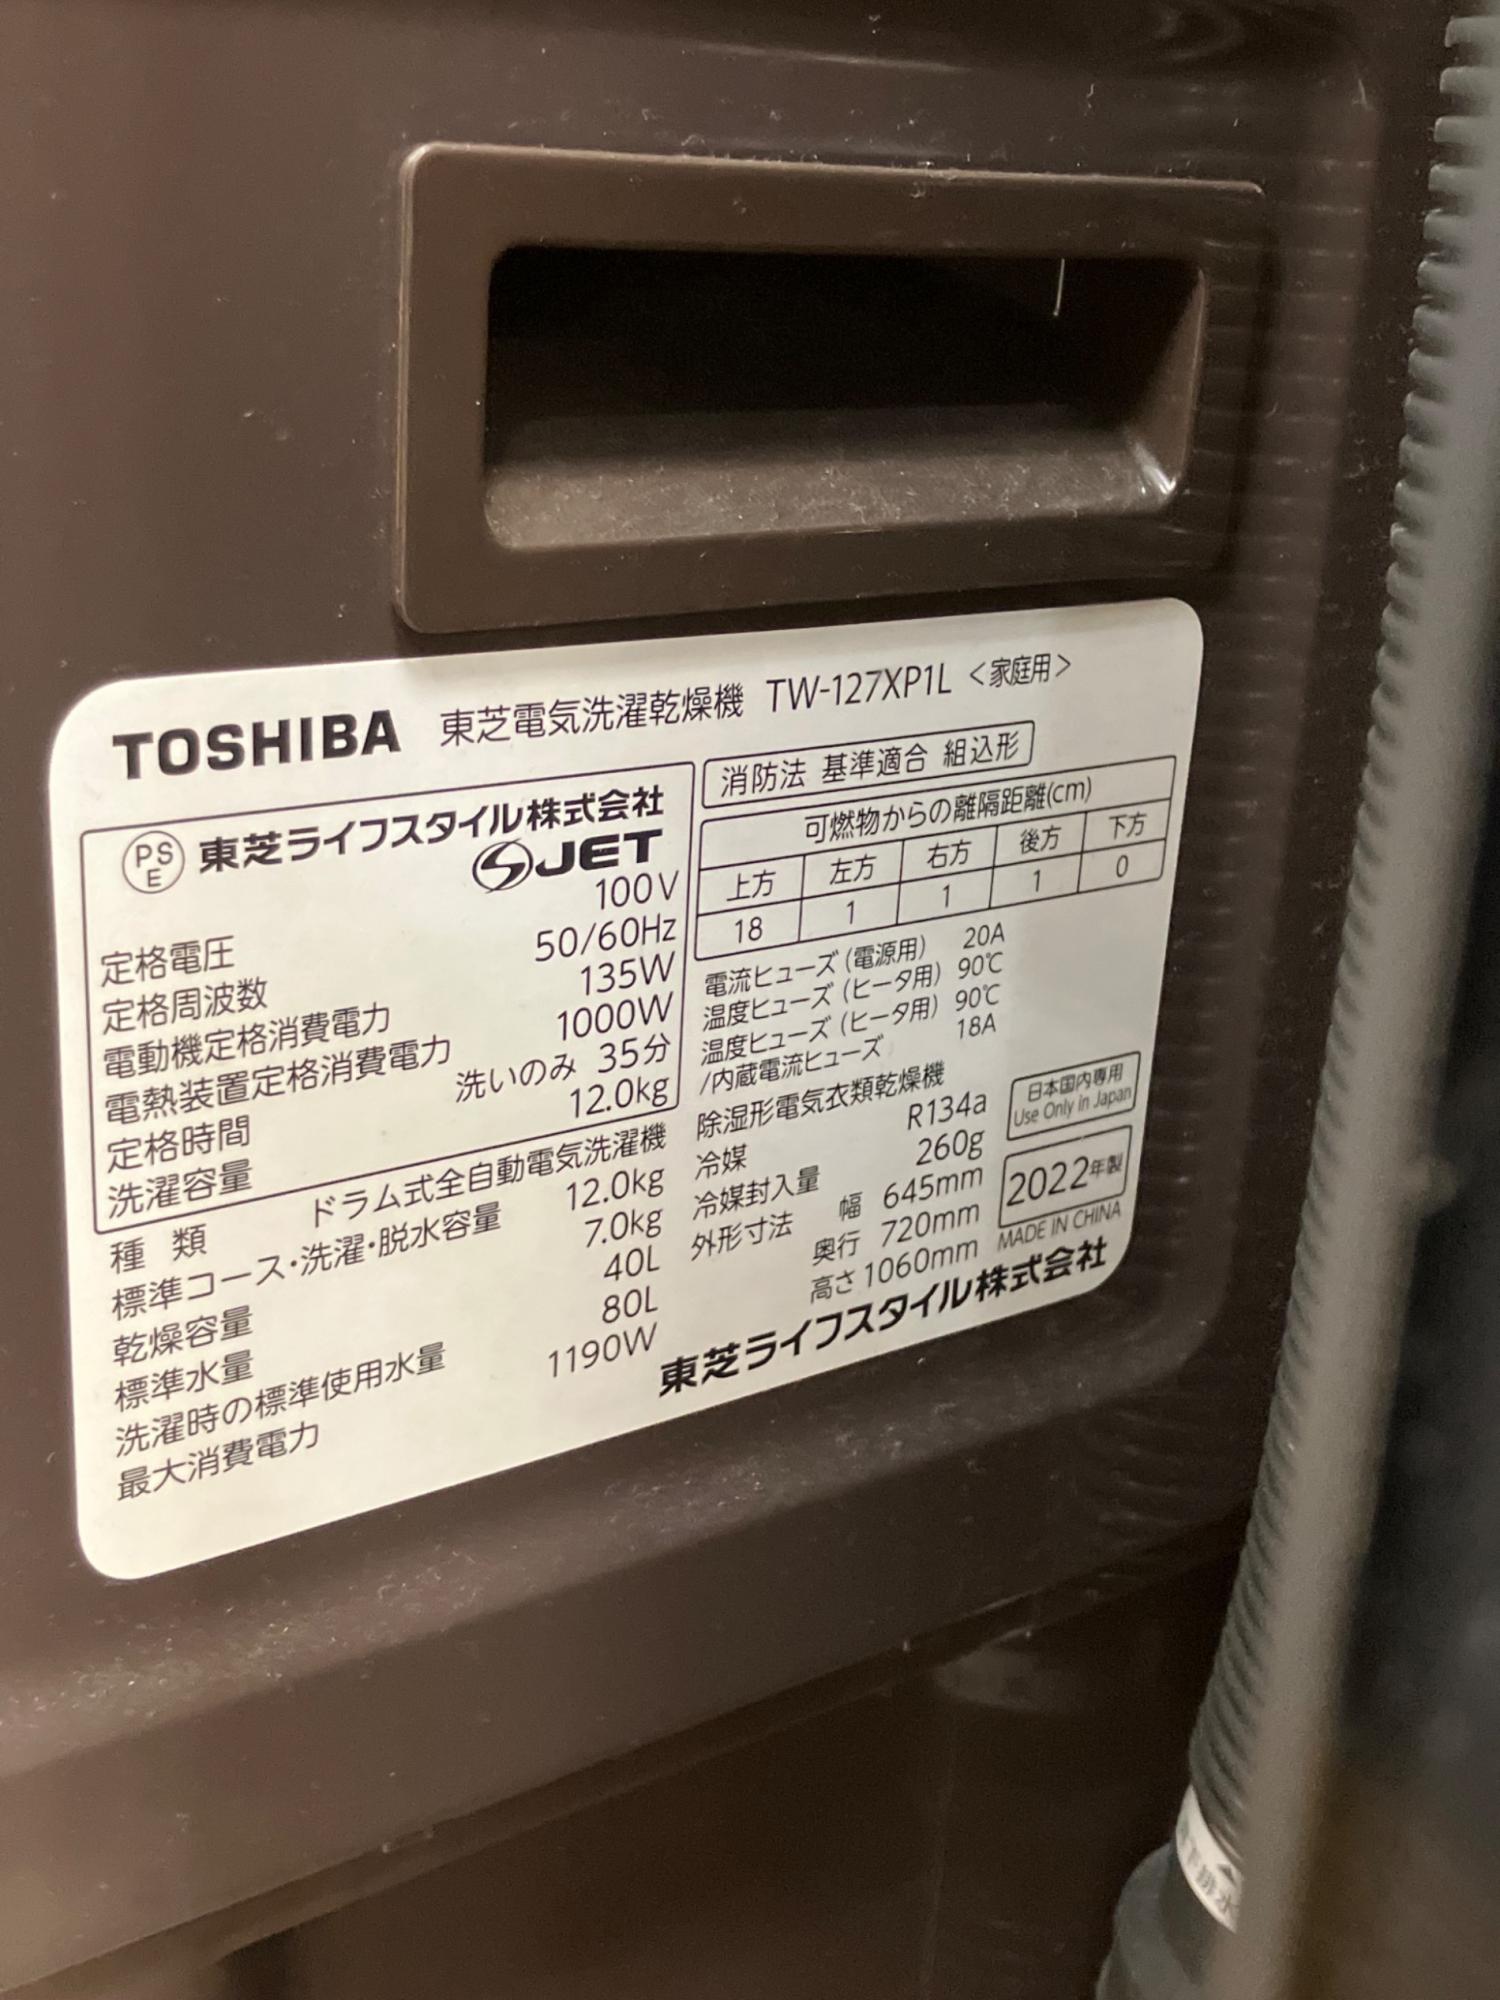 TOSHIBA 東芝電気洗濯乾燥機 TW-127XP1L <家庭用>
PSE 東芝ライフスタイル株式会社
SJET
定格電圧 100V
定格周波数 50/60Hz
電動機定格消費電力 135W
電熱装置定格消費電力 1000W
定格時間 洗いのみ 35分
洗濯容量 12.0kg
種類 ドラム式全自動電気洗濯機
標準コース・洗濯・脱水容量 12.0kg
乾燥容量 7.0kg
標準水量 40L
洗濯時の標準使用水量 80L
最大消費電力 1190W
消防法 基準適合 組込形
可燃物からの離隔距離(cm)
上方 左方 右方 後方 下方
18 1 1 1 0
電流ヒューズ(電源用) 20A
温度ヒューズ(ヒータ用) 90℃
温度ヒューズ(ヒータ用) 90℃
/内蔵電流ヒューズ 18A
除湿形電気衣類乾燥機
冷媒 R134a
冷媒封入量 260g
外形寸法 幅 645mm
奥行 720mm
高さ 1060mm
日本国内専用
Use Only in Japan
2022年製
MADE IN CHINA
東芝ライフスタイル株式会社